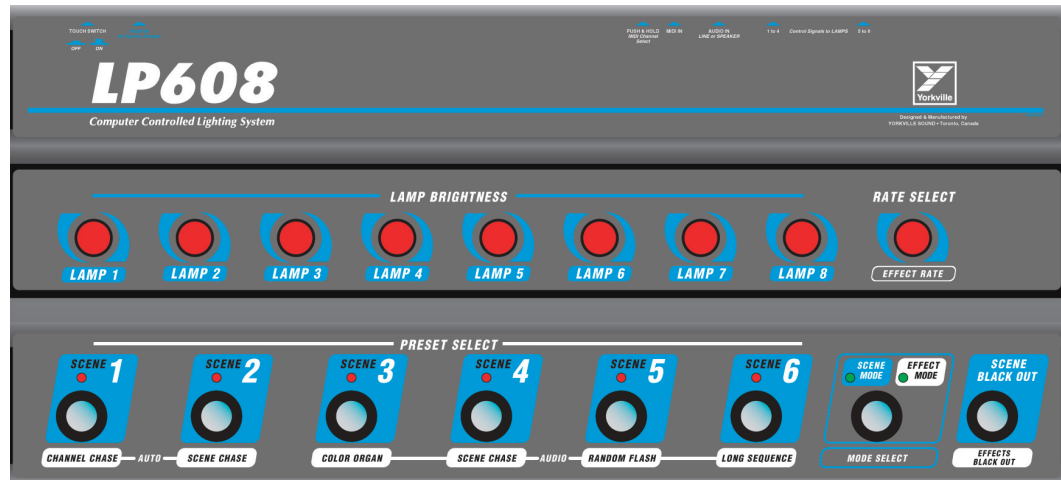 TOUCH SWITCH
OFF ON
PUSH & HOLD MIDI IN AUDIO IN 1 to 4 Control Signals to LAMPS
MIDI Channel LINE or SPEAKER
Select
LP608
Computer Controlled Lighting System
Yorkville
Designed & Manufactured by
YORKVILLE SOUND • Toronto, Canada
LAMP BRIGHTNESS RATE SELECT
LAMP 1 LAMP 2 LAMP 3 LAMP 4 LAMP 5 LAMP 6 LAMP 7 LAMP 8 EFFECT RATE
PRESET SELECT
SCENE 1 SCENE 2 SCENE 3 SCENE 4 SCENE 5 SCENE 6
SCENE MODE EFFECT MODE
SCENE
BLACK OUT
CHANNEL CHASE AUTO SCENE CHASE COLOR ORGAN SCENE CHASE AUDIO RANDOM FLASH LONG SEQUENCE
MODE SELECT
EFFECTS
BLACK OUT